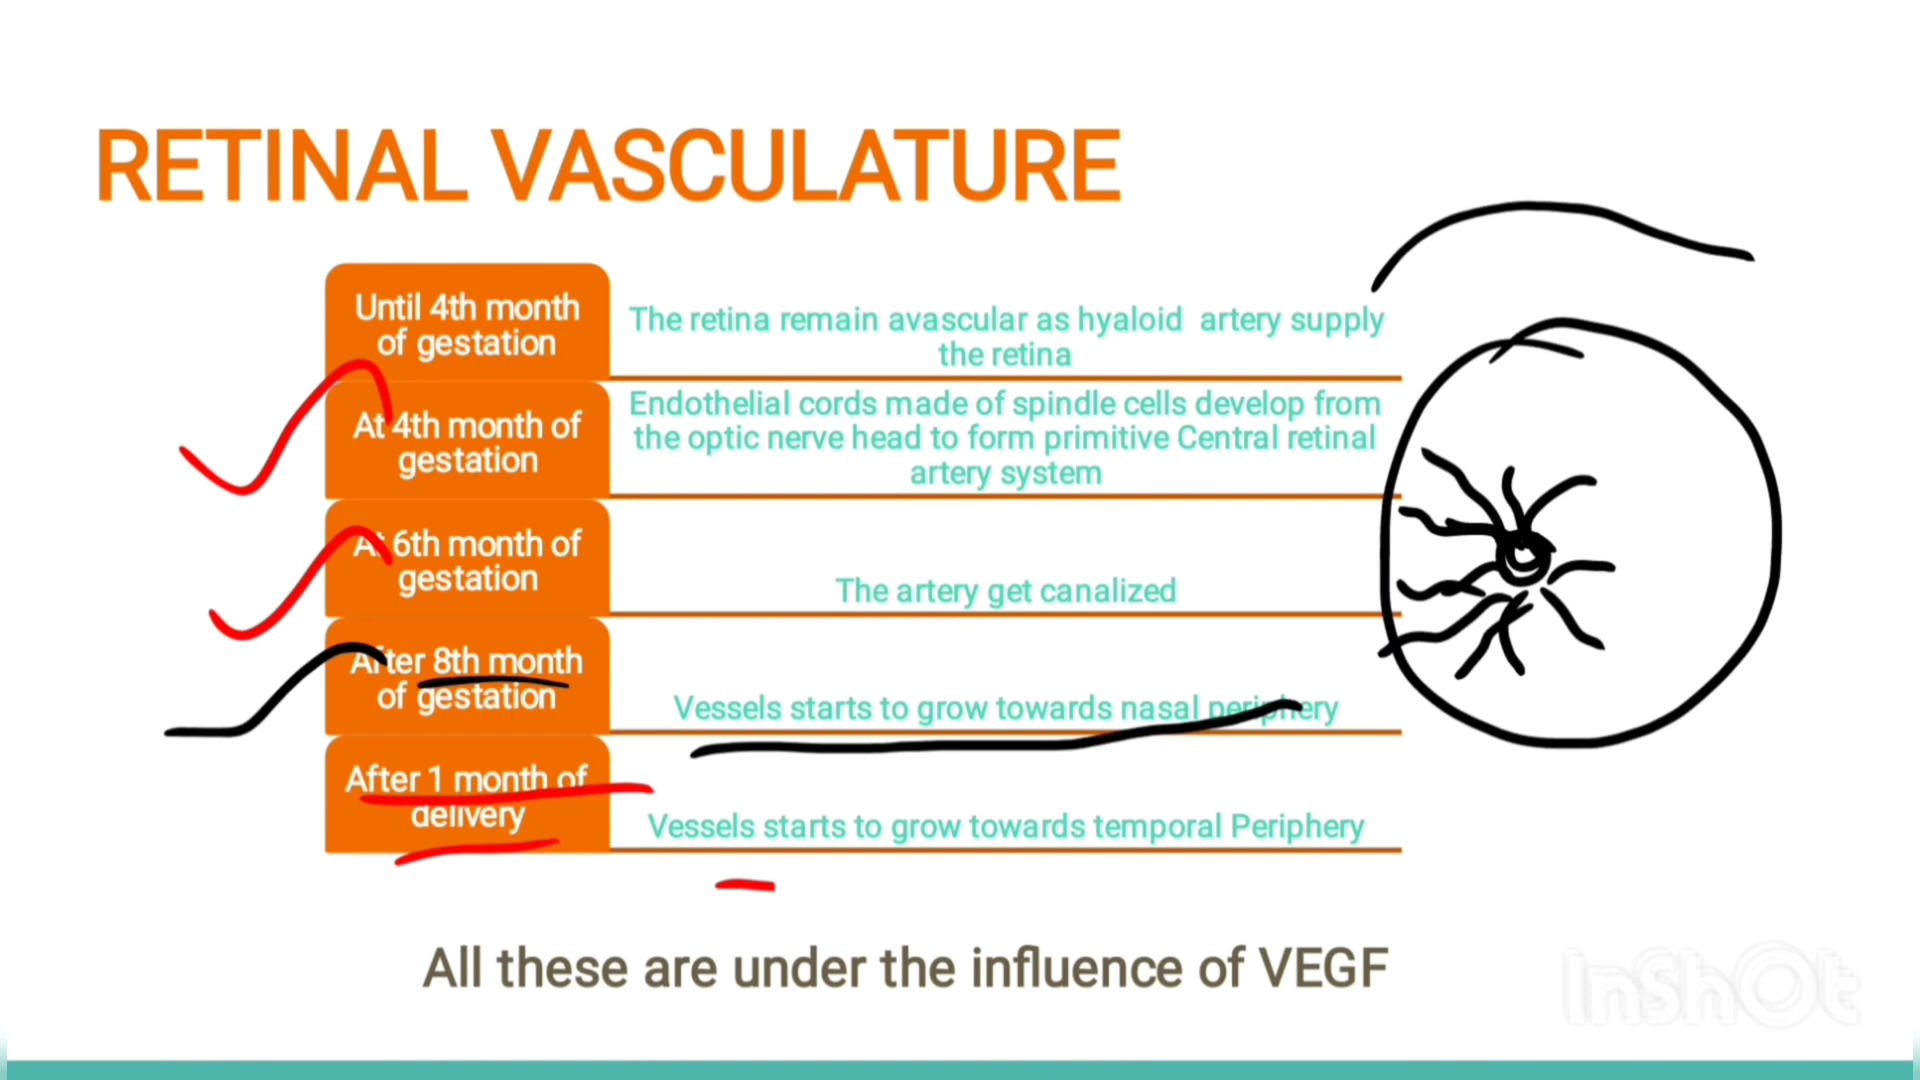 RETINAL VASCULATURE
Until 4th month
of gestation
The retina remain avascular as hyaloid artery supply
the retina
At 4th month of
gestation
Endothelial cords made of spindle cells develop from
the optic nerve head to form primitive Central retinal
artery system
At 6th month of
gestation
The artery get canalized
After 8th month
of gestation
Vessels starts to grow towards nasal periphery
After 1 month of
delivery
Vessels starts to grow towards temporal Periphery
All these are under the influence of VEGF
InShOt